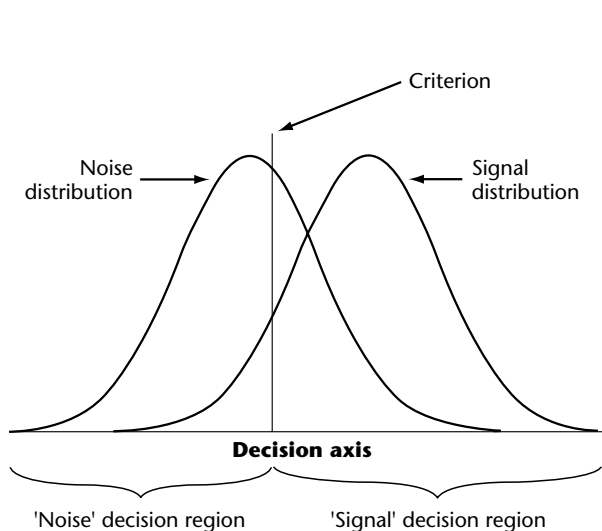 Criterion
Noise
distribution
Signal
distribution
Decision axis
'Noise' decision region
'Signal' decision region